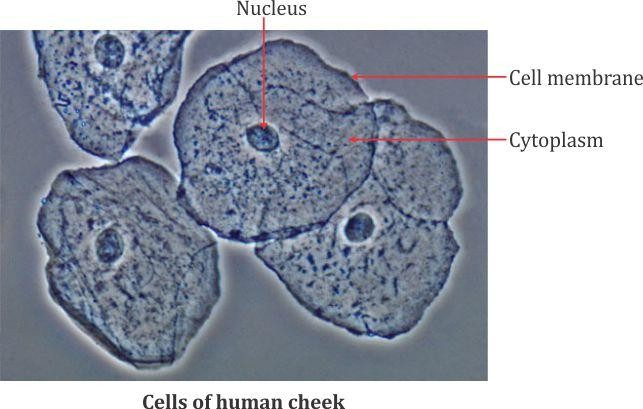 Nucleus
Cell membrane
Cytoplasm
Cells of human cheek